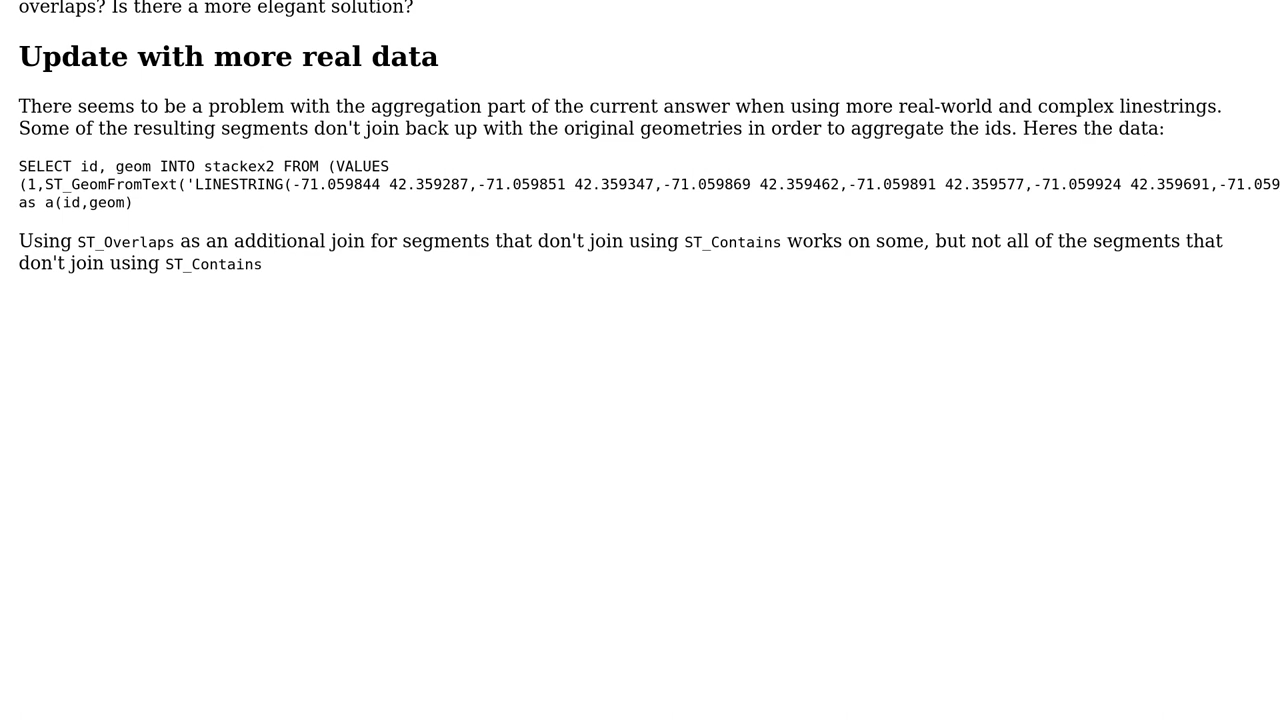 overlaps? Is there a more elegant solution?
Update with more real data
There seems to be a problem with the aggregation part of the current answer when using more real-world and complex linestrings.
Some of the resulting segments don't join back up with the original geometries in order to aggregate the ids. Heres the data:
SELECT id, geom INTO stackex2 FROM (VALUES
(1,ST_GeomFromText('LINESTRING(-71.059844 42.359287,-71.059851 42.359347,-71.059869 42.359462,-71.059891 42.359577,-71.059924 42.359691,-71.059
as a(id,geom)
Using ST_Overlaps as an additional join for segments that don't join using ST_Contains works on some, but not all of the segments that
don't join using ST_Contains